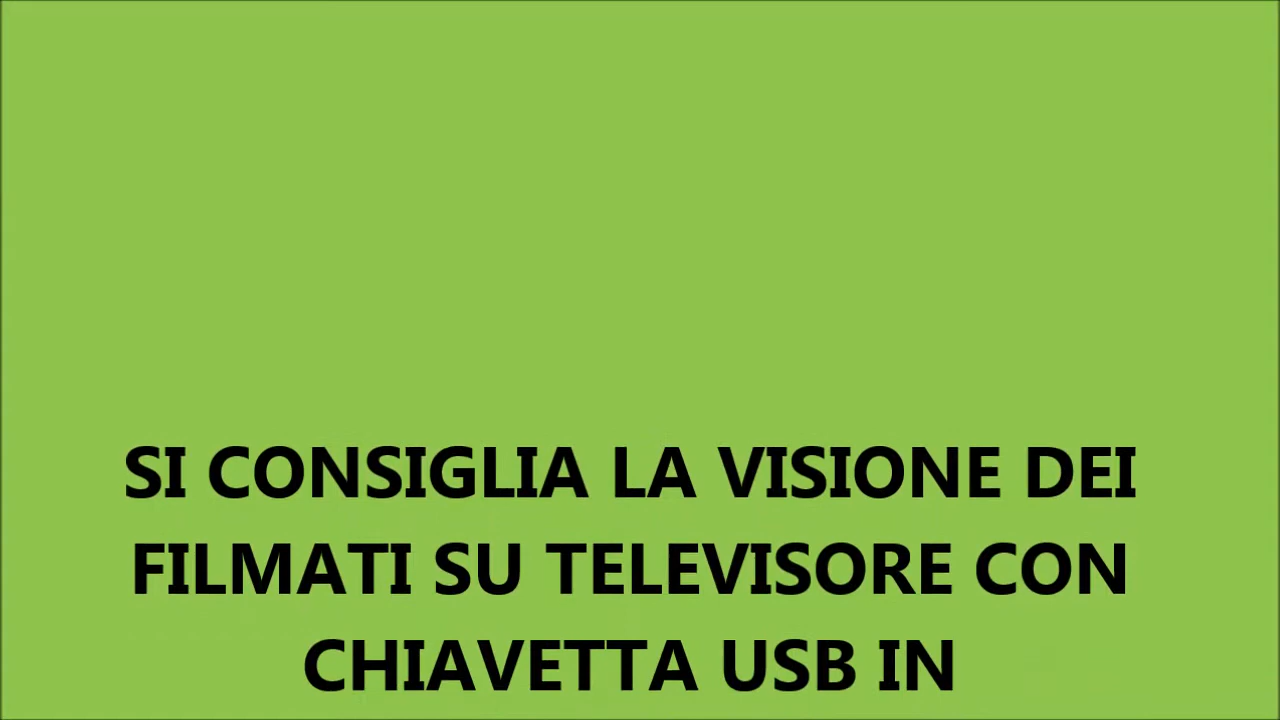 SI CONSIGLIA LA VISIONE DEI
FILMATI SU TELEVISORE CON
CHIAVETTA USB IN